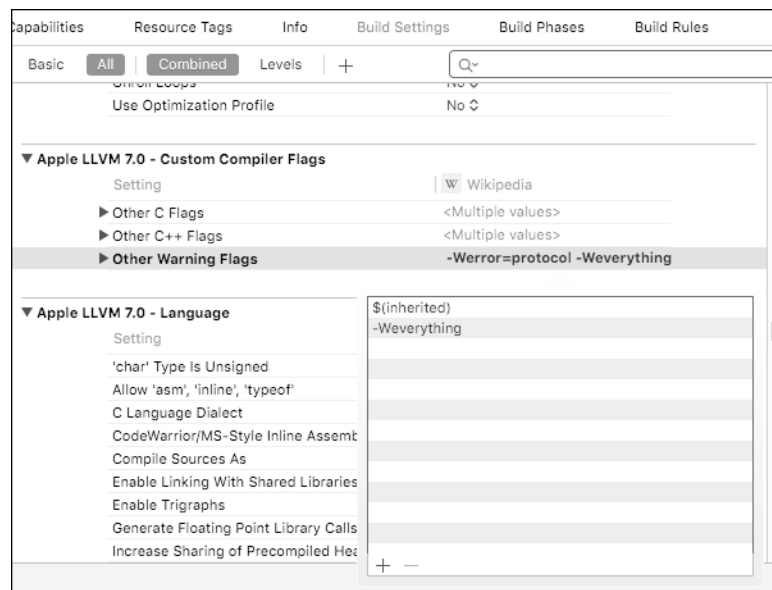 Capabilities Resource Tags Info Build Settings Build Phases Build Rules
Basic All Combined Levels +
Unroll Loops No
Use Optimization Profile No
Apple LLVM 7.0 - Custom Compiler Flags
Setting W Wikipedia
Other C Flags <Multiple values>
Other C++ Flags <Multiple values>
Other Warning Flags -Werror=protocol -Weverything
Apple LLVM 7.0 - Language
$(inherited)
Setting
-Weverything
'char' Type Is Unsigned
Allow 'asm', 'inline', 'typeof'
C Language Dialect
CodeWarrior/MS-Style Inline Assemb
Compile Sources As
Enable Linking With Shared Libraries
Enable Trigraphs
Generate Floating Point Library Calls
Increase Sharing of Precompiled Hea
+ —